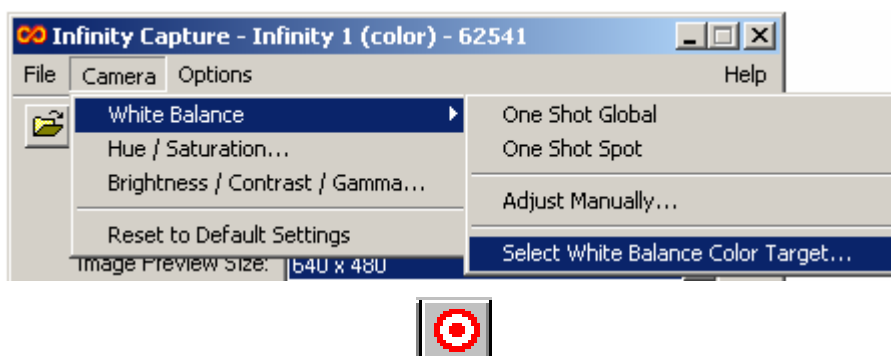 Infinity Capture - Infinity 1 (color) - 62541
File Camera Options Help
White Balance
Hue / Saturation...
Brightness / Contrast / Gamma...
Reset to Default Settings
One Shot Global
One Shot Spot
Adjust Manually...
Select White Balance Color Target...
Image Preview Size: 640 x 480